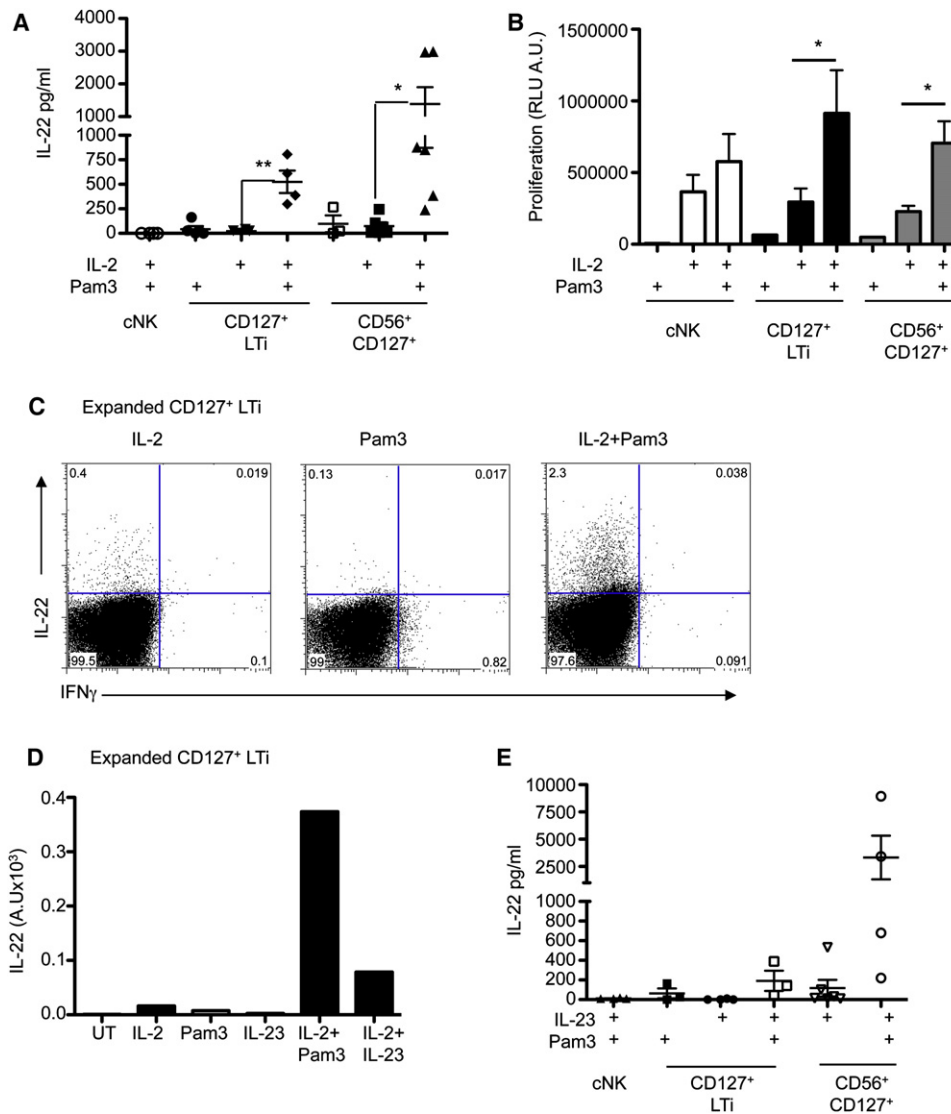 A
IL-22 pg/ml
4000
3000
2000
1000
1000
750
500
250
0
**
*
IL-2 + + + + +
Pam3 + + + +
cNK
CD127+
LTi
CD56+
CD127+
B
Proliferation (RLU A.U.)
1500000
1000000
500000
0
*
*
IL-2 + + + + + +
Pam3 + + + + + +
cNK
CD127+
LTi
CD56+
CD127+
C
Expanded CD127+ LTi
IL-2
Pam3
IL-2+Pam3
0.4 0.019
99.5 0.1
0.13 0.017
99 0.82
2.3 0.038
97.6 0.091
IL-22
IFNγ
D
Expanded CD127+ LTi
IL-22 (A.Ux10³)
0.4
0.3
0.2
0.1
0.0
UT
IL-2
Pam3
IL-23
IL-2+
Pam3
IL-2+
IL-23
E
IL-22 pg/ml
10000
7500
5000
2500
1000
800
600
400
200
0
IL-23 + + + + +
Pam3 + + + +
cNK
CD127+
LTi
CD56+
CD127+